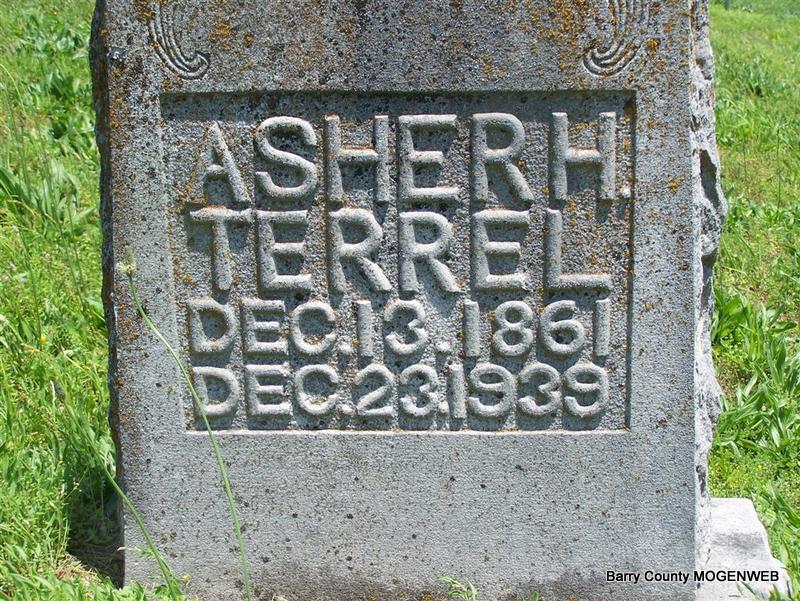 ASHER H.
TERREL
DEC. 13. 1861
DEC. 23. 1939
Barry County MOGENWEB